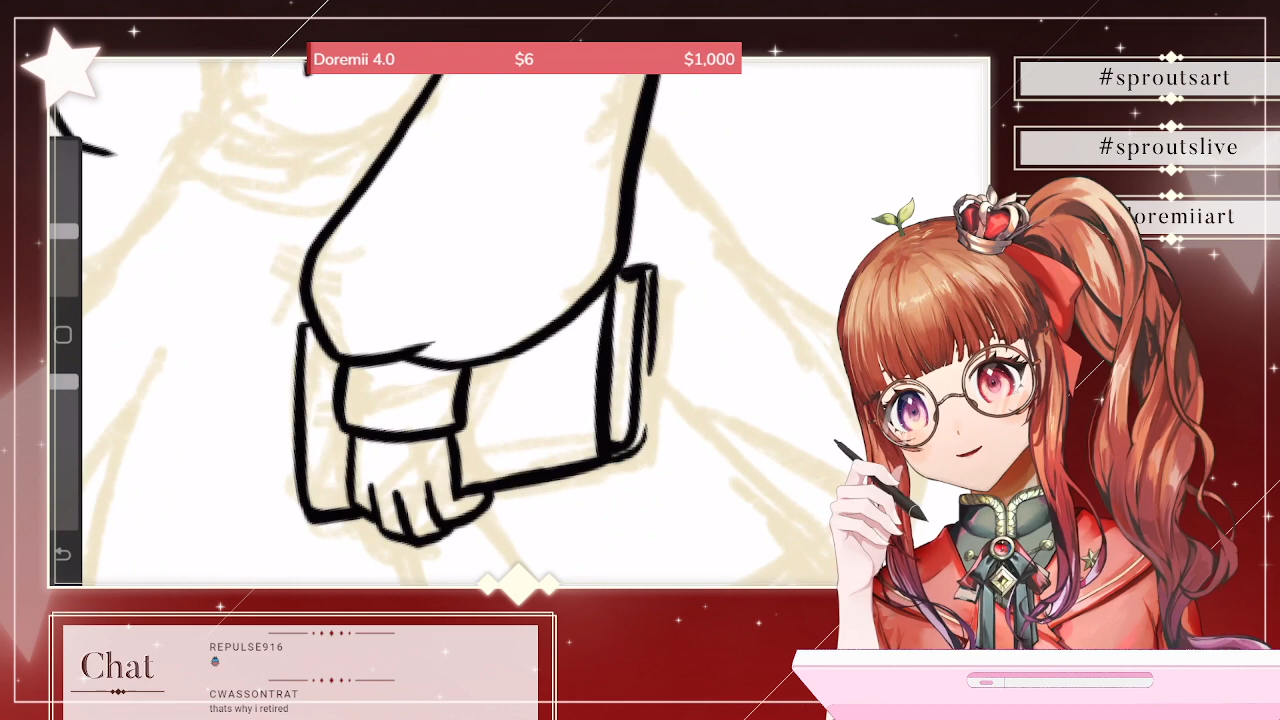 Doremii 4.0 $6 $1,000
#sproutsart
#sproutslive
oremiiart
Chat
REPULSE916
CWASSONTRAT
thats why i retired